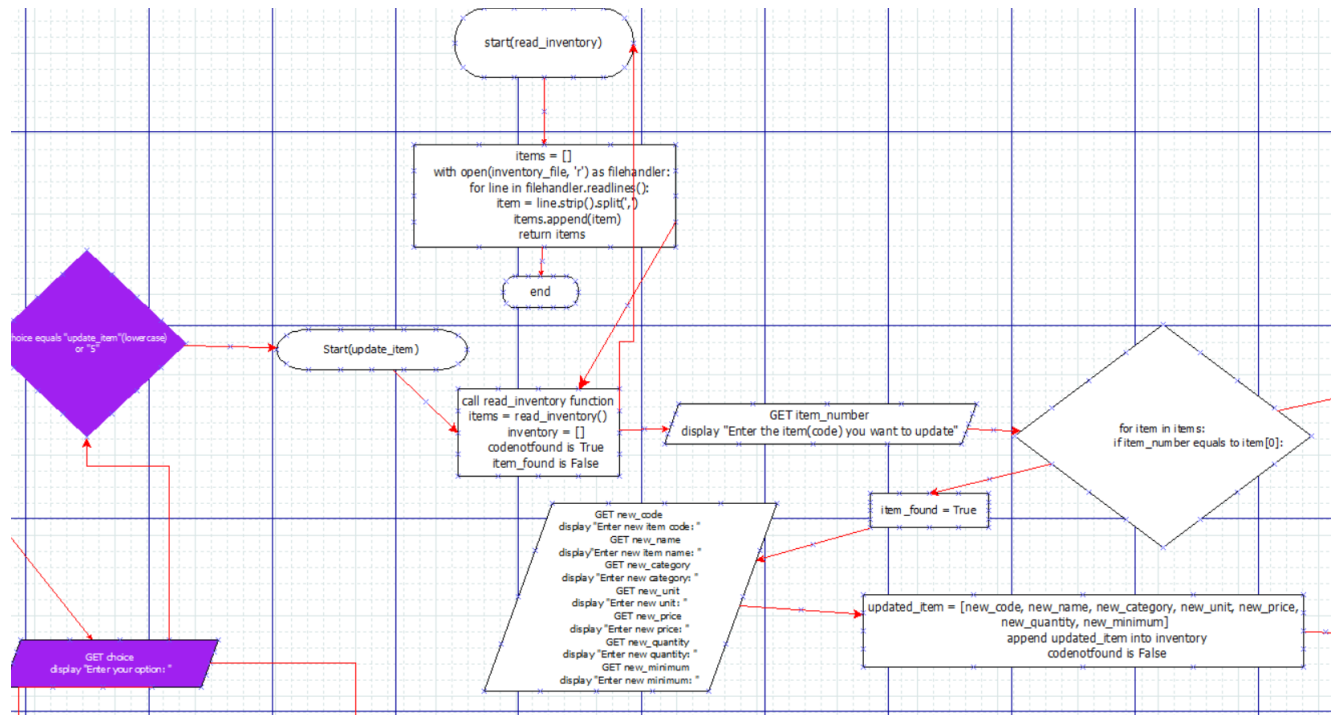 start(read_inventory)
items = []
with open(inventory_file, 'r') as filehandler:
for line in filehandler.readlines():
item = line.strip().split(',')
items.append(item)
return items
end
hoice equals "update_item"(lowercase)
or "5"
Start(update_item)
call read_inventory function
items = read_inventory()
inventory = []
codenotfound is True
item_found is False
GET item_number
display "Enter the item(code) you want to update"
for item in items:
if item_number equals to item[0]:
item_found = True
GET new_code
display "Enter new item code: "
GET new_name
display"Enter new item name: "
GET new_category
display "Enter new category: "
GET new_unit
display "Enter new unit: "
GET new_price
display "Enter new price: "
GET new_quantity
display "Enter new quantity: "
GET new_minimum
display "Enter new minimum: "
updated_item = [new_code, new_name, new_category, new_unit, new_price,
new_quantity, new_minimum]
append updated_item into inventory
codenotfound is False
GET choice
display "Enter your option: "